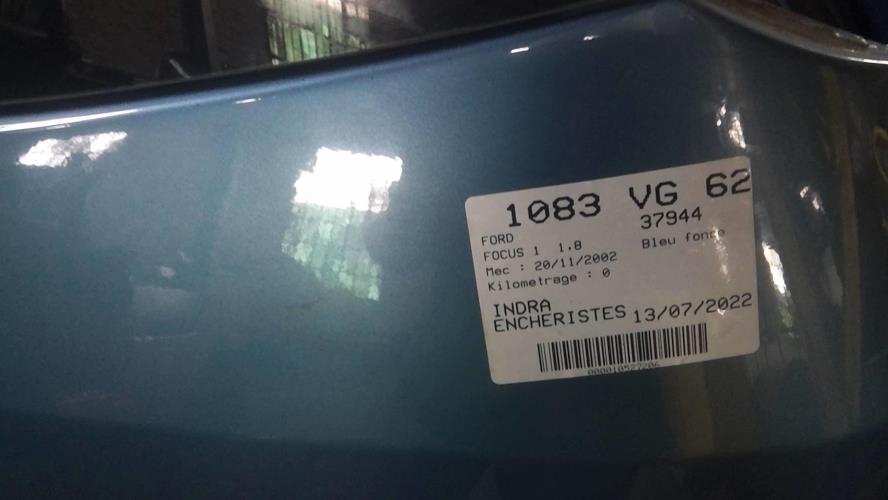 1083 VG 62
37944
FORD
FOCUS 1 1.8 Bleu fonce
Mec : 20/11/2002
Kilometrage : 0
INDRA
ENCHERISTES 13/07/2022
000010527206